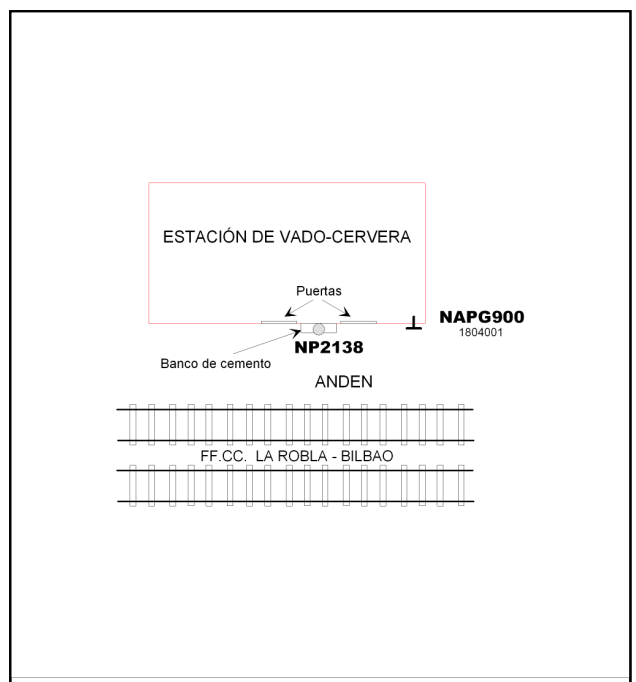 ESTACIÓN DE VADO-CERVERA
Puertas
NAPG900
1804001
NP2138
Banco de cemento
ANDEN
FF.CC. LA ROBLA - BILBAO